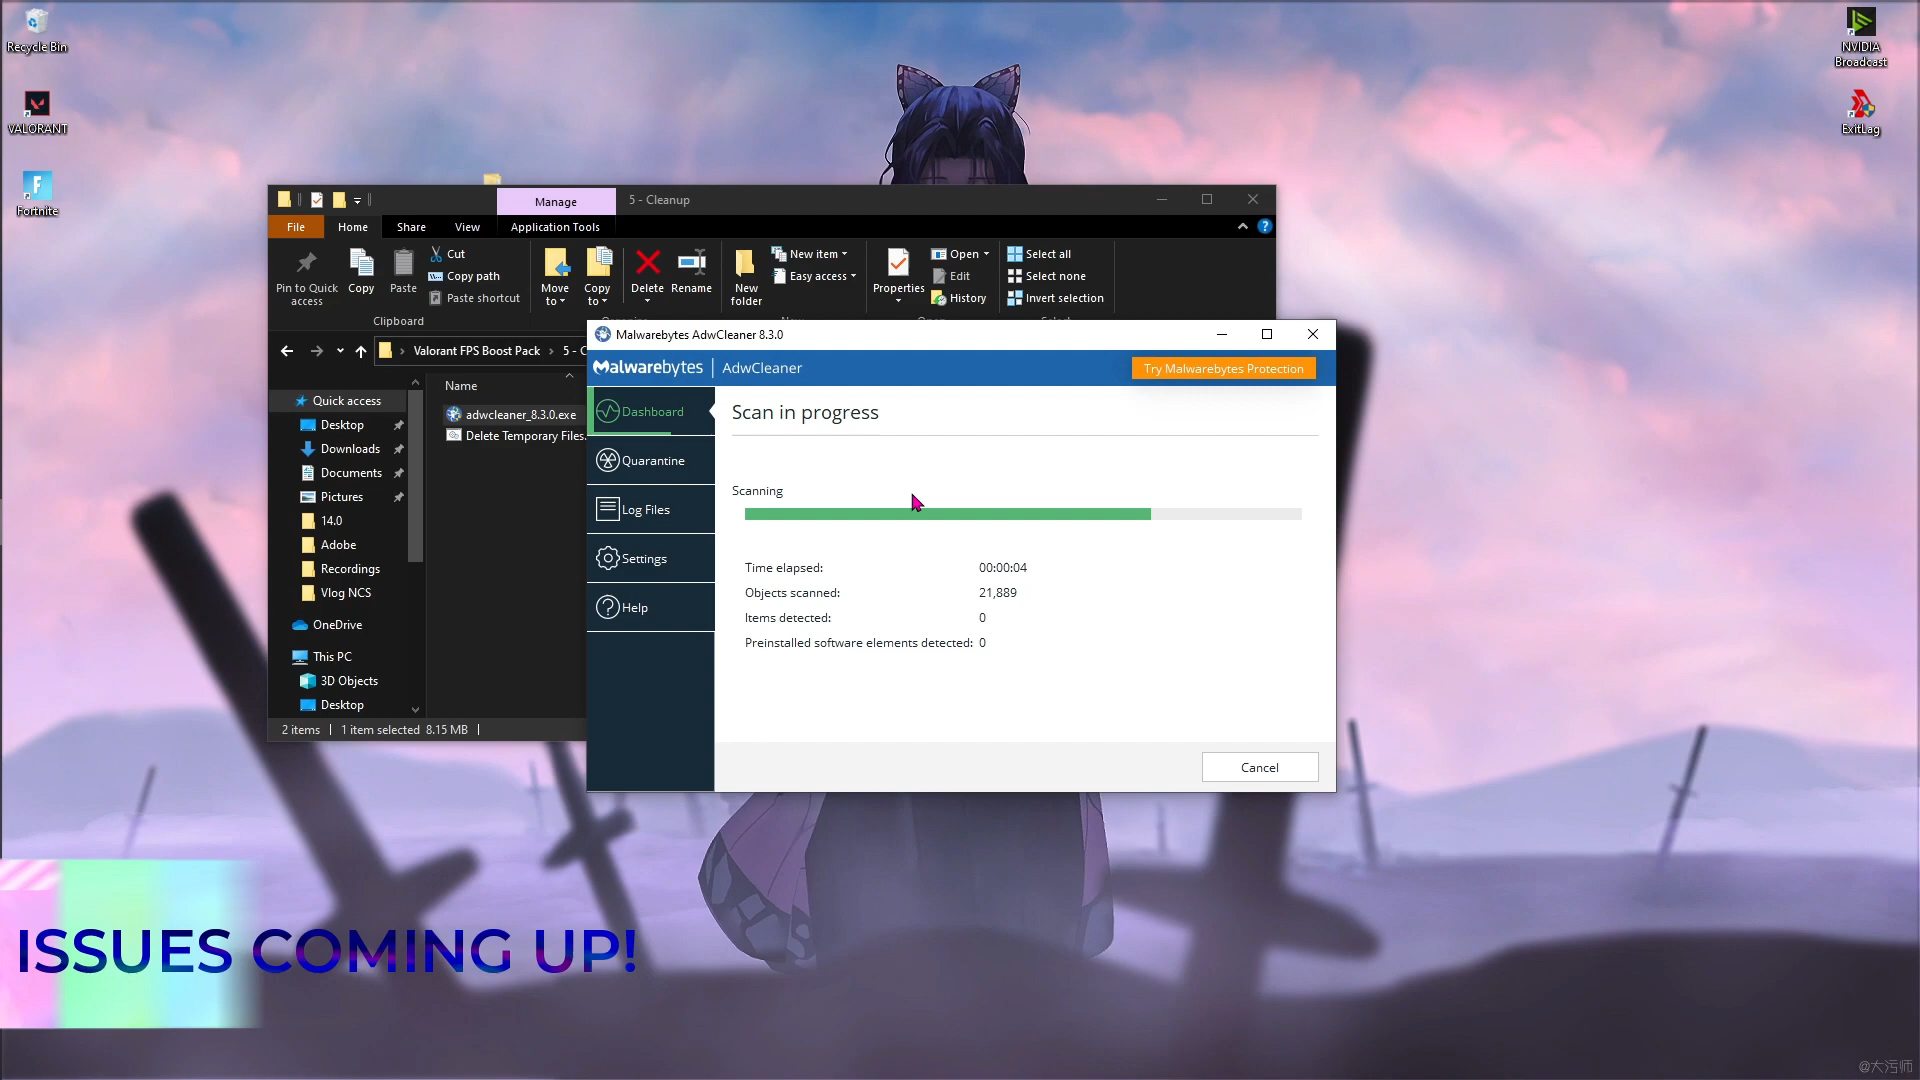 Recycle Bin
VALORANT
Fortnite
NVIDIA
Broadcast
ExitLag
Manage
5 - Cleanup
File
Home
Share
View
Application Tools
Pin to Quick
access
Copy
Paste
Cut
Copy path
Paste shortcut
Clipboard
Move
to
Copy
to
Delete
Rename
New
folder
New item
Easy access
Properties
Open
Edit
History
Select all
Select none
Invert selection
Valorant FPS Boost Pack
5 - C
Name
adwcleaner_8.3.0.exe
Delete Temporary Files.
Quick access
Desktop
Downloads
Documents
Pictures
14.0
Adobe
Recordings
Vlog NCS
OneDrive
This PC
3D Objects
Desktop
2 items
1 item selected 8.15 MB
Malwarebytes AdwCleaner 8.3.0
Malwarebytes | AdwCleaner
Try Malwarebytes Protection
Dashboard
Quarantine
Log Files
Settings
Help
Scan in progress
Scanning
Time elapsed: 00:00:04
Objects scanned: 21,889
Items detected: 0
Preinstalled software elements detected: 0
Cancel
ISSUES COMING UP!
@大污师